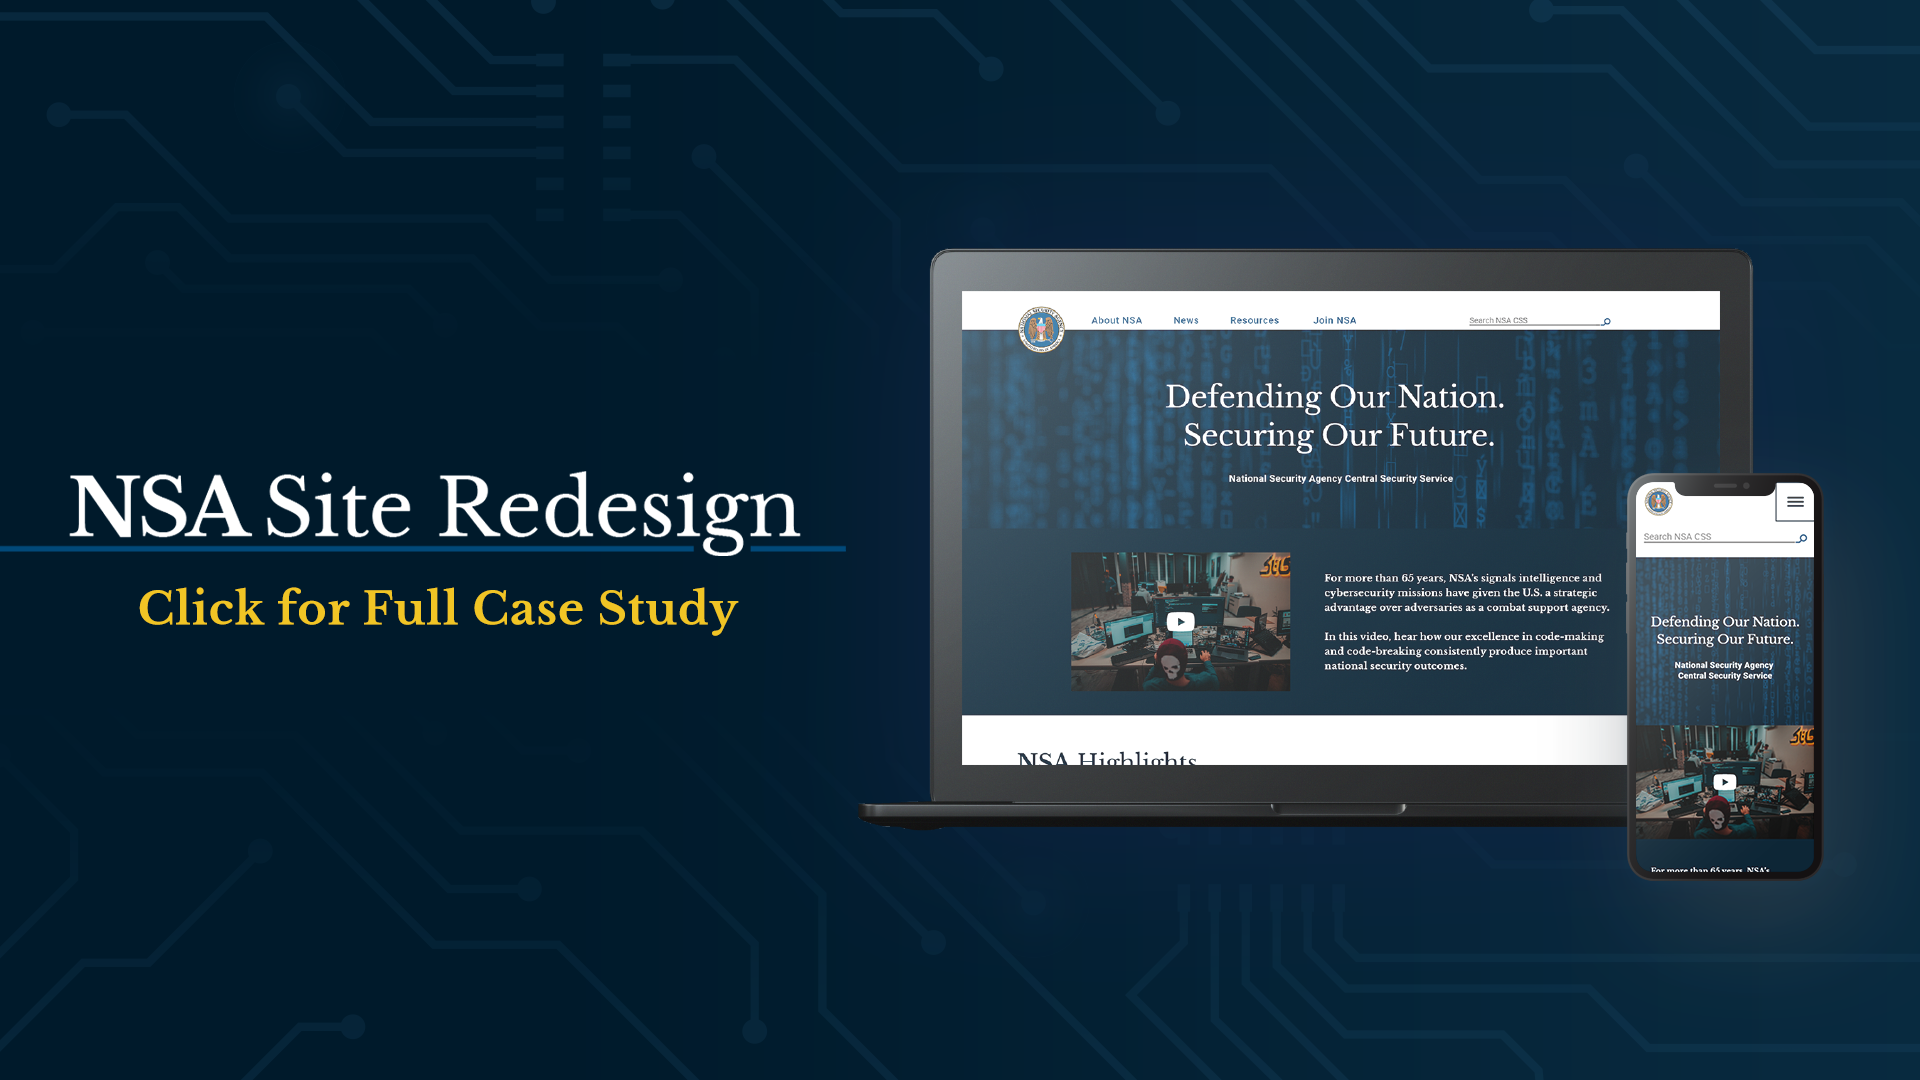 NSA Site Redesign
Click for Full Case Study
About NSA
News
Resources
Join NSA
Search NSA CSS
Defending Our Nation.
Securing Our Future.
National Security Agency Central Security Service
For more than 65 years, NSA's signals intelligence and
cybersecurity missions have given the U.S. a strategic
advantage over adversaries as a combat support agency.
In this video, hear how our excellence in code-making
and code-breaking consistently produce important
national security outcomes.
NSA Highlights
Search NSA CSS
Defending Our Nation.
Securing Our Future.
National Security Agency
Central Security Service
For more than 65 years, NSA's